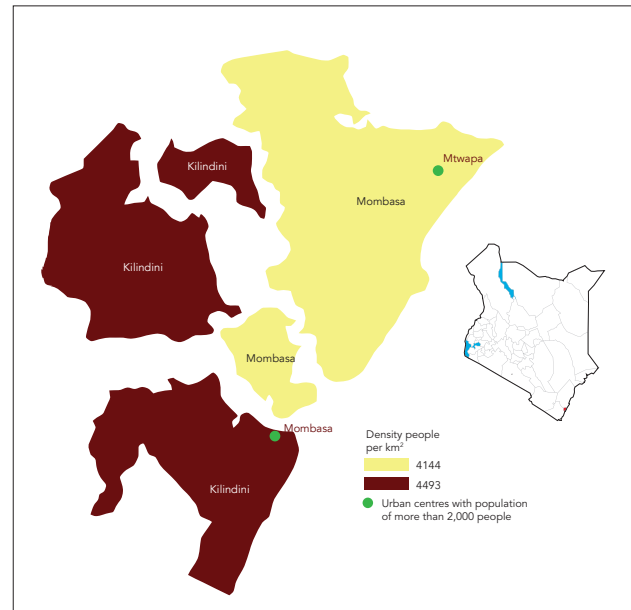 Kilindini
Mtwapa
Mombasa
Kilindini
Mombasa
Mombasa
Kilindini
Density people
per km²
4144
4493
Urban centres with population
of more than 2,000 people